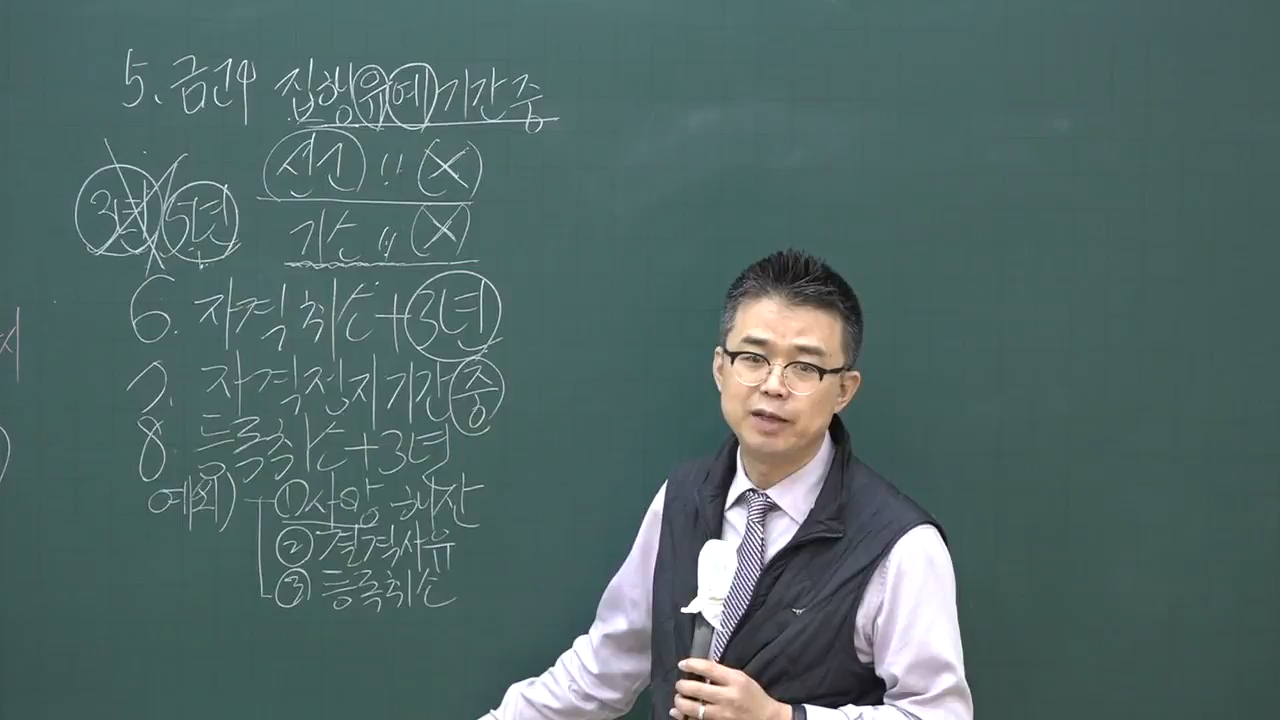 5. 금고 집행유예기간중
선고 !! (X)
3년 5년
기소 〃 (X)
6. 자격취소+3년
7. 자격정지기간중
8 등록취소+3년
예외) ①사망, 해산
② 결격사유
③ 등록취소